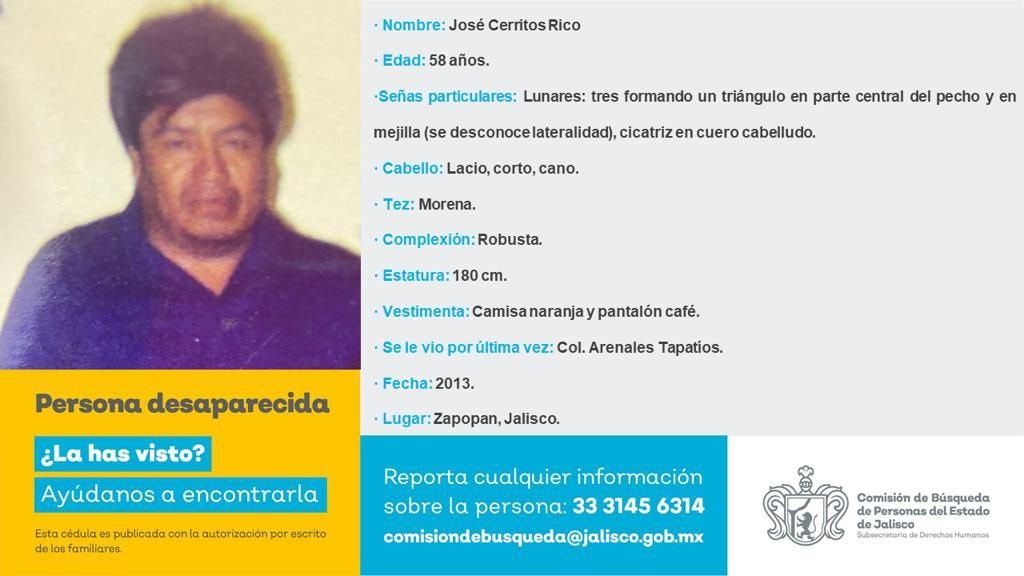 · Nombre: José Cerritos Rico
· Edad: 58 años.
·Señas particulares: Lunares: tres formando un triángulo en parte central del pecho y en
mejilla (se desconoce lateralidad), cicatriz en cuero cabelludo.
· Cabello: Lacio, corto, cano.
· Tez: Morena.
· Complexión: Robusta.
· Estatura: 180 cm.
· Vestimenta: Camisa naranja y pantalón café.
· Se le vio por última vez: Col. Arenales Tapatíos.
· Fecha: 2013.
· Lugar: Zapopan, Jalisco.
Persona desaparecida
¿La has visto?
Ayúdanos a encontrarla
Esta cédula es publicada con la autorización por escrito
de los familiares.
Reporta cualquier información
sobre la persona: 33 3145 6314
comisiondebusqueda@jalisco.gob.mx
Comisión de Búsqueda
de Personas del Estado
de Jalisco
Subsecretaría de Derechos Humanos